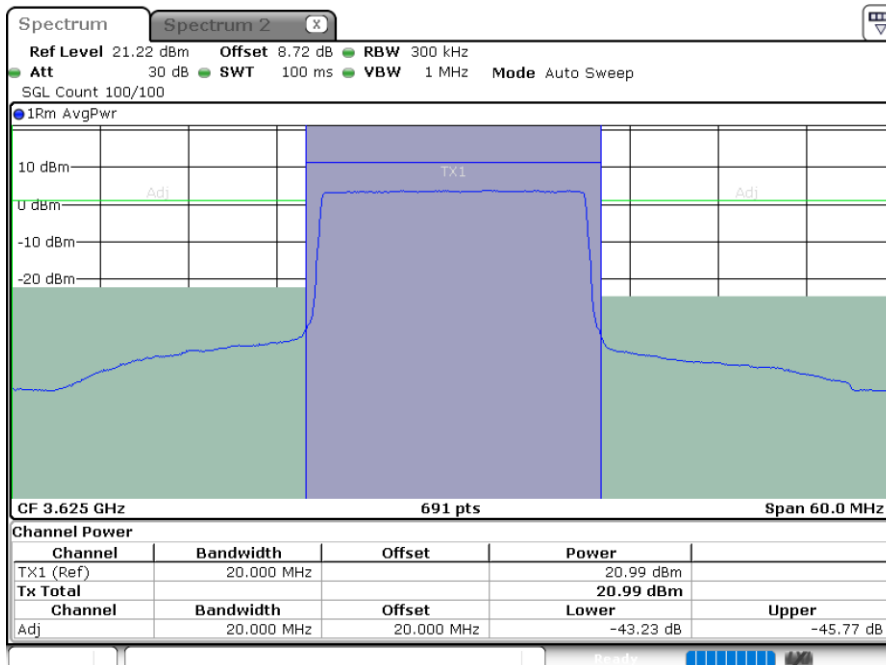 Spectrum Spectrum 2 X
Ref Level 21.22 dBm Offset 8.72 dB RBW 300 kHz
Att 30 dB SWT 100 ms VBW 1 MHz Mode Auto Sweep
SGL Count 100/100
1Rm AvgPwr
10 dBm
TX1
Adj Adj
0 dBm
-10 dBm
-20 dBm
CF 3.625 GHz 691 pts Span 60.0 MHz
Channel Power
Channel Bandwidth Offset Power
TX1 (Ref) 20.000 MHz 20.99 dBm
Tx Total 20.99 dBm
Channel Bandwidth Offset Lower Upper
Adj 20.000 MHz 20.000 MHz -43.23 dB -45.77 dB
Ready